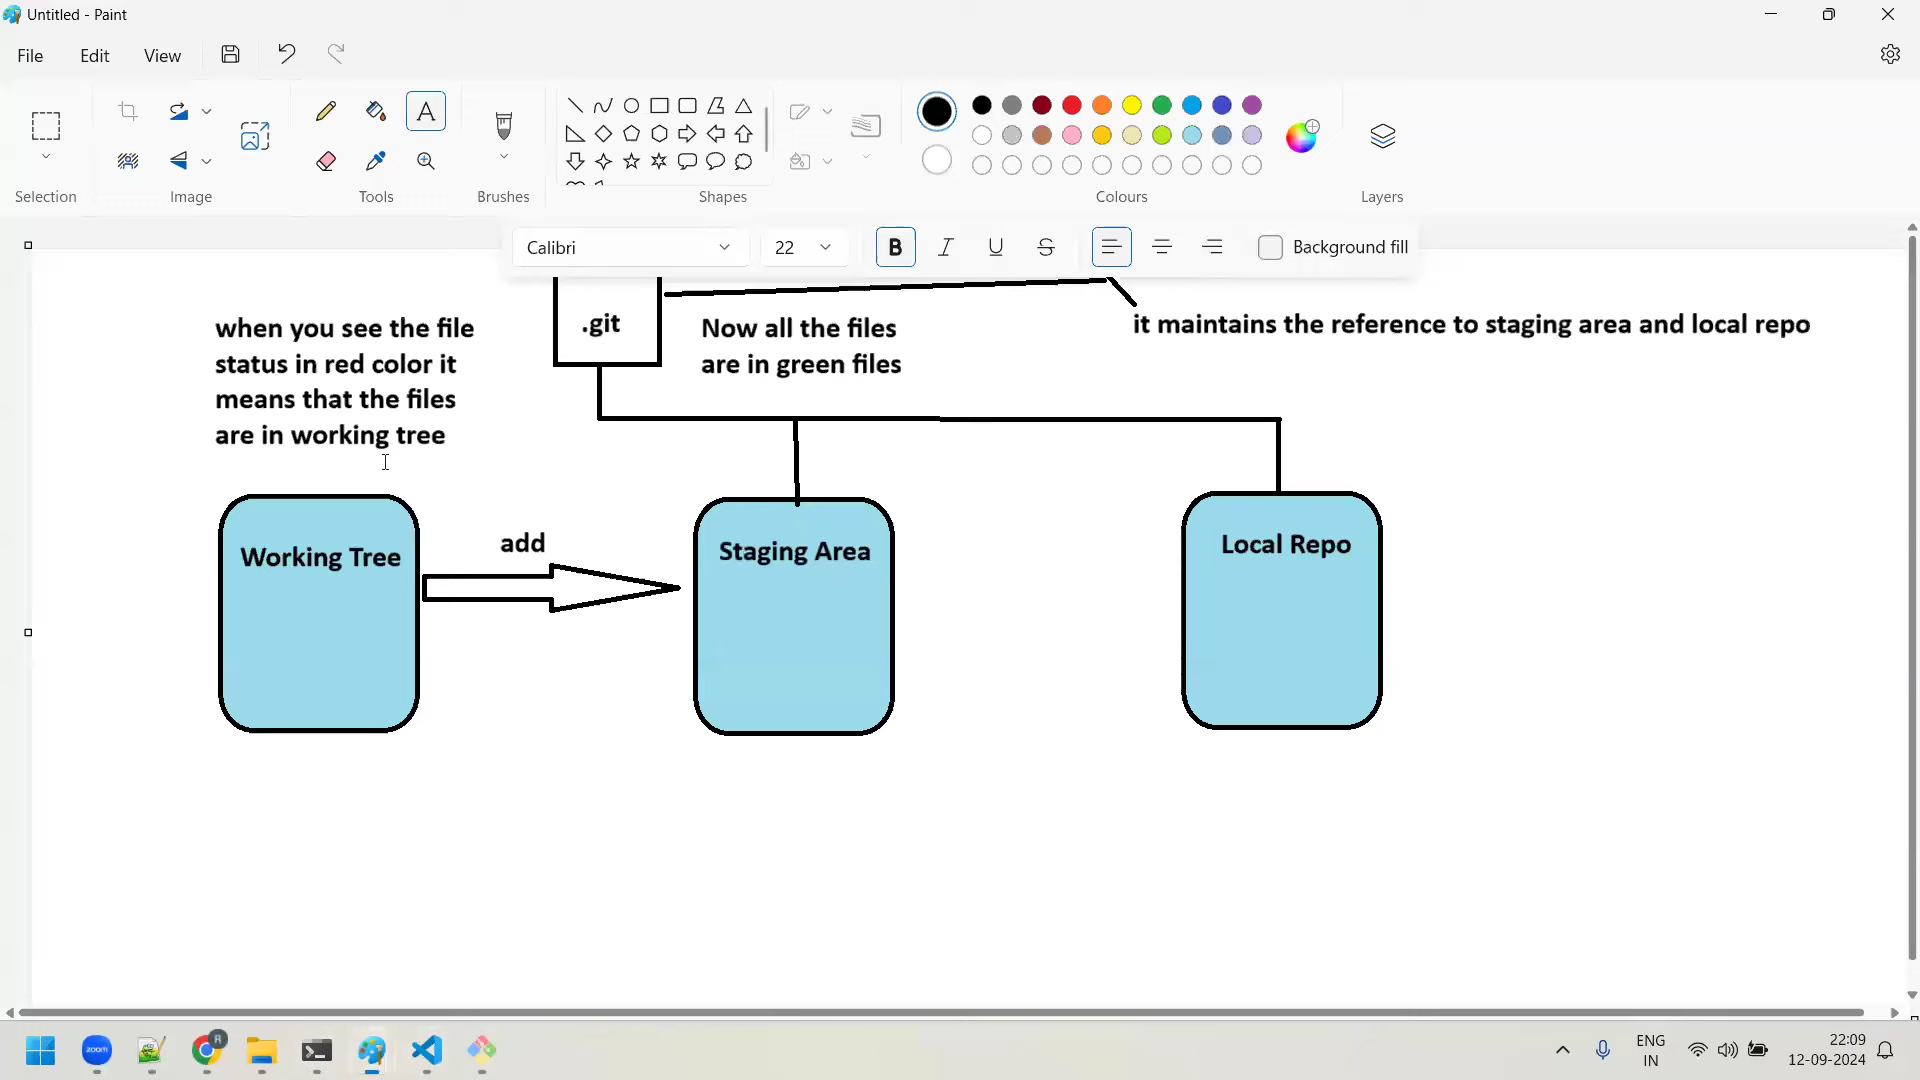 Untitled - Paint
File Edit View
Selection Image Tools Brushes Shapes Colours Layers
Calibri 22 B I U S Background fill
.git
when you see the file
status in red color it
means that the files
are in working tree
Now all the files
are in green files
it maintains the reference to staging area and local repo
Working Tree
add
Staging Area
Local Repo
zoom
R
ENG
IN
22:09
12-09-2024